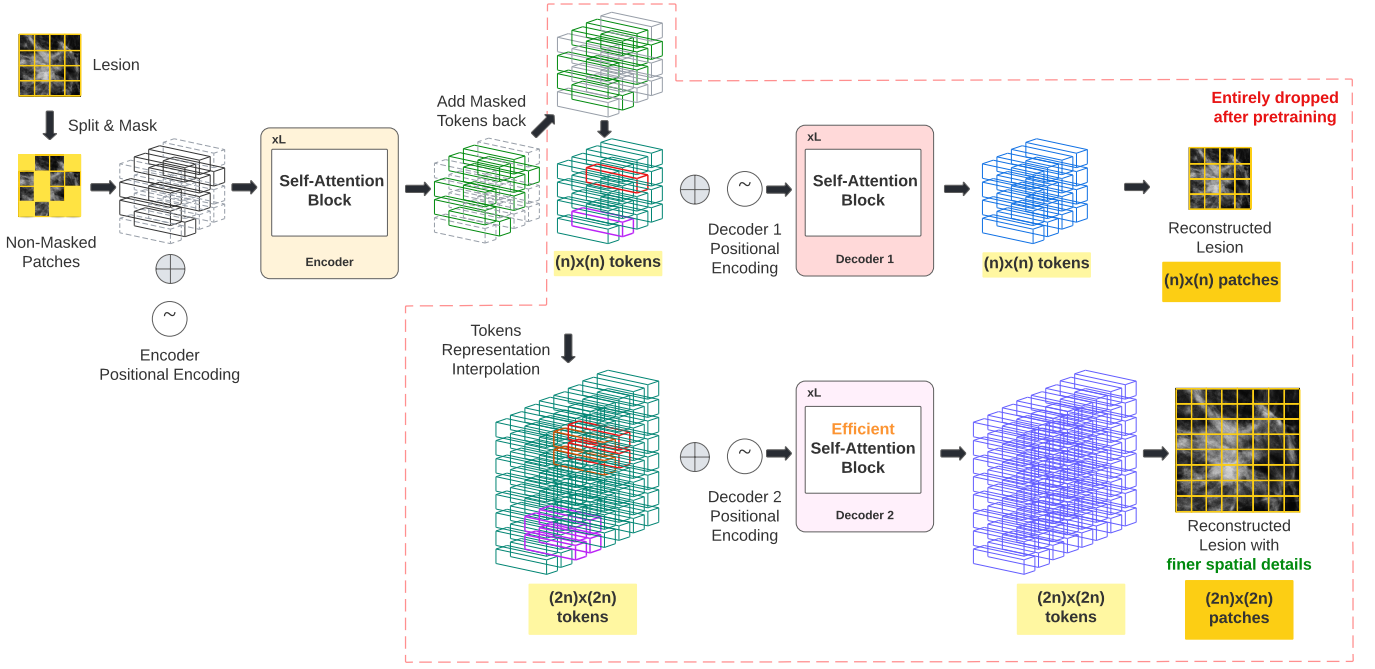 Lesion
Split & Mask
Non-Masked
Patches
~
Encoder
Positional Encoding
xL
Self-Attention
Block
Encoder
Add Masked
Tokens back
(n)x(n) tokens
~
Decoder 1
Positional
Encoding
xL
Self-Attention
Block
Decoder 1
(n)x(n) tokens
Entirely dropped
after pretraining
Reconstructed
Lesion
(n)x(n) patches
Tokens
Representation
Interpolation
(2n)x(2n)
tokens
~
Decoder 2
Positional
Encoding
xL
Efficient
Self-Attention
Block
Decoder 2
(2n)x(2n)
tokens
Reconstructed
Lesion with
finer spatial details
(2n)x(2n)
patches